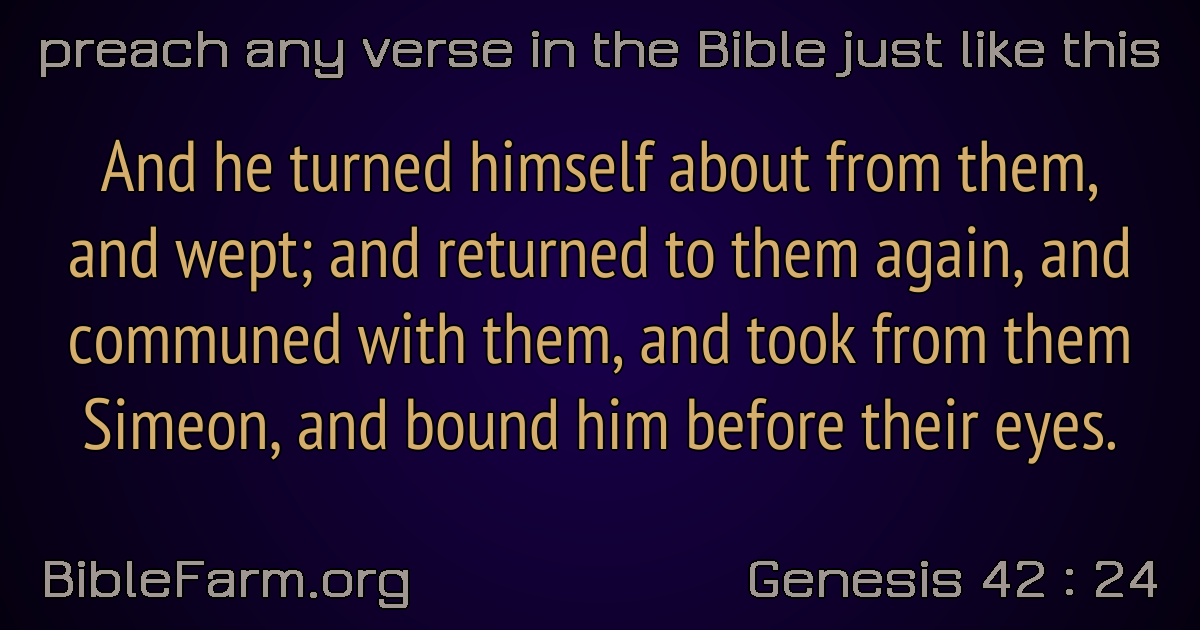 preach any verse in the Bible just like this
And he turned himself about from them,
and wept; and returned to them again, and
communed with them, and took from them
Simeon, and bound him before their eyes.
BibleFarm.org
Genesis 42 : 24